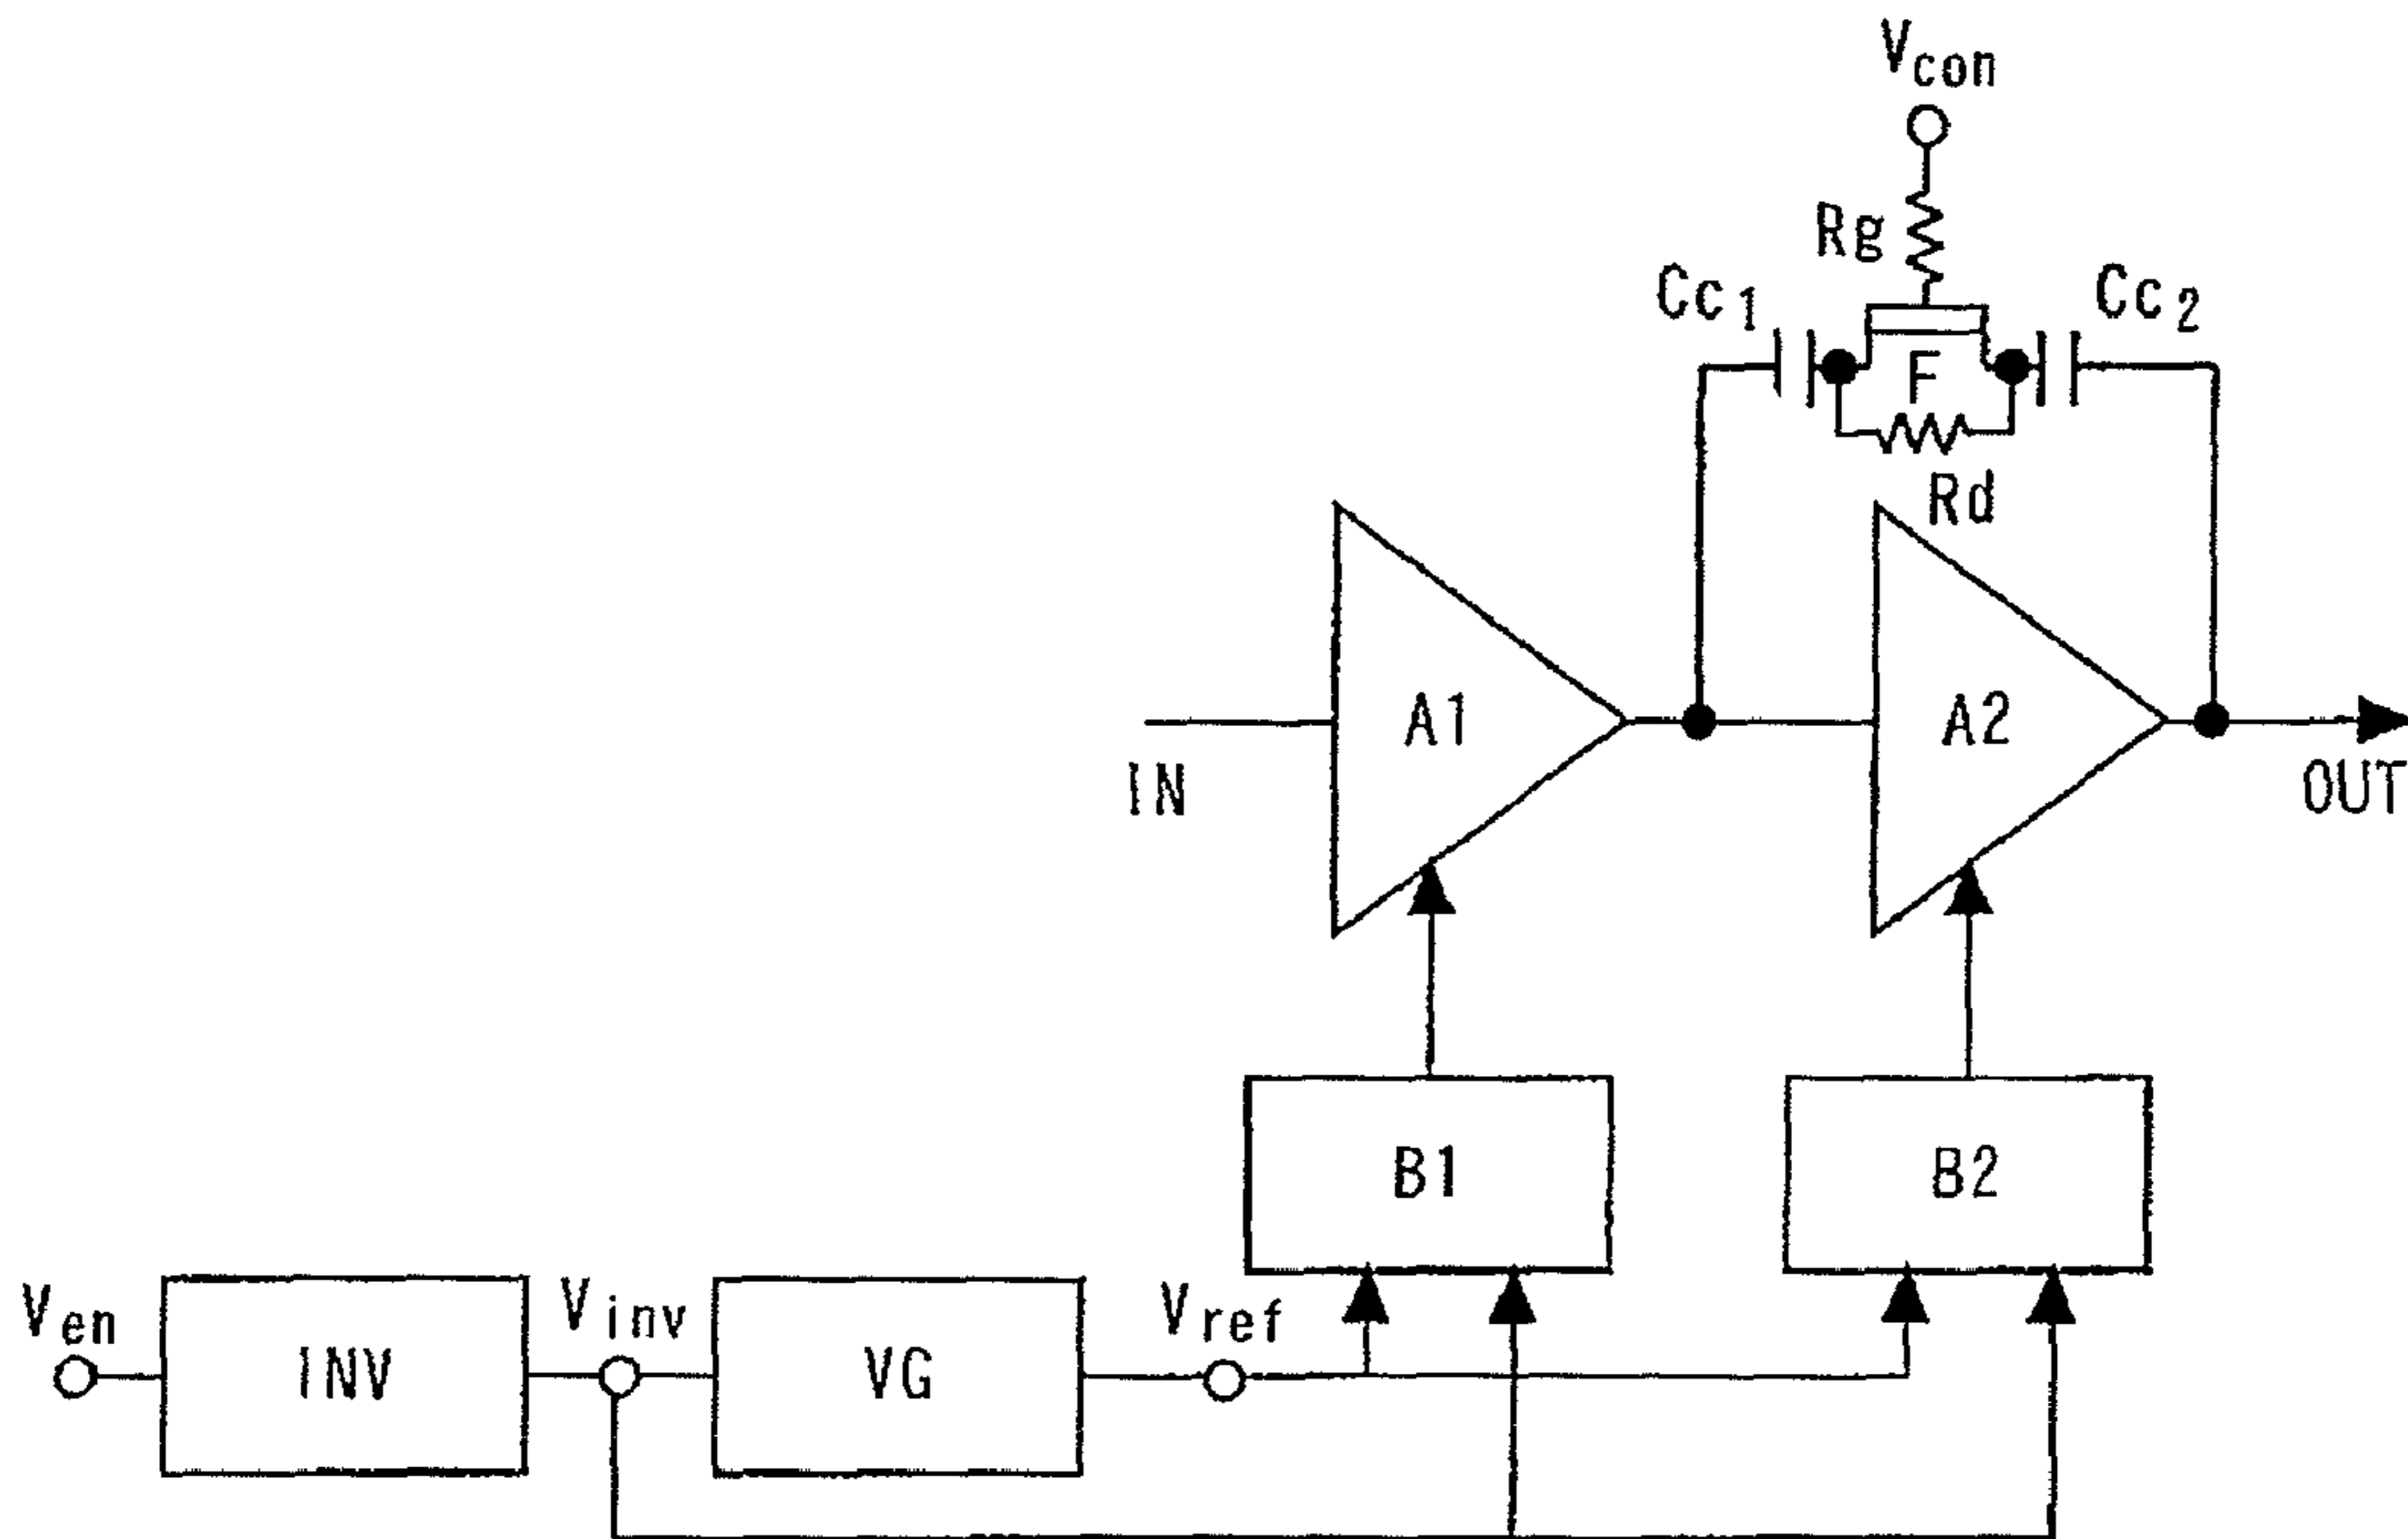 Vcon
Rg
Cc1
Cc2
F
Rd
A1
A2
IN
OUT
B1
B2
Ven
INV
Vinv
VG
Vref